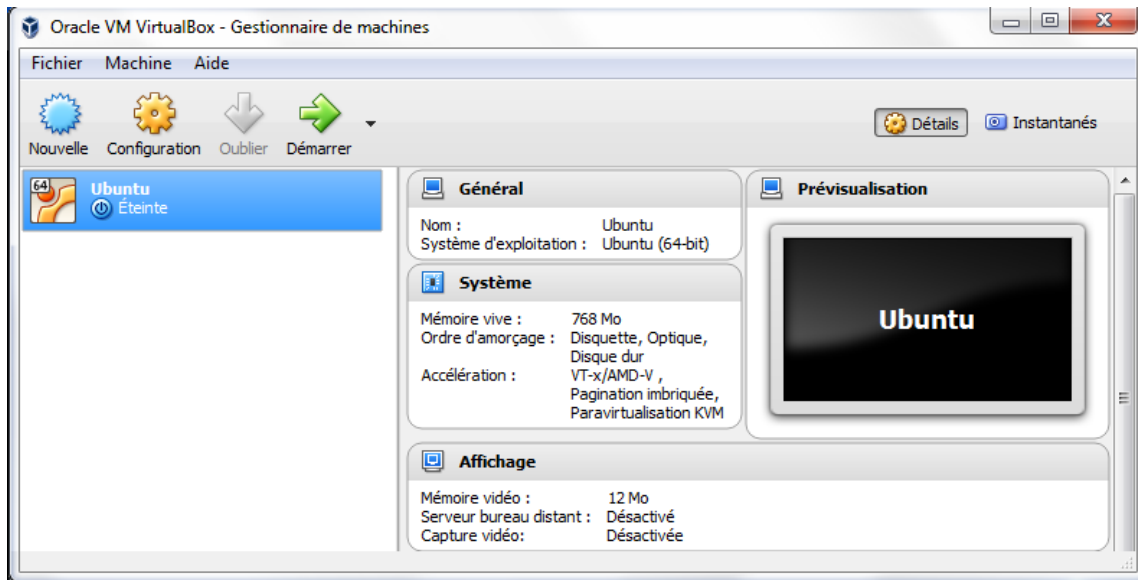 Oracle VM VirtualBox - Gestionnaire de machines
Fichier Machine Aide
Nouvelle Configuration Oublier Démarrer
Détails Instantanés
64
Ubuntu
Éteinte
Général
Nom : Ubuntu
Système d'exploitation : Ubuntu (64-bit)
Système
Mémoire vive : 768 Mo
Ordre d'amorçage : Disquette, Optique,
Disque dur
Accélération : VT-x/AMD-V ,
Pagination imbriquée,
Paravirtualisation KVM
Prévisualisation
Ubuntu
Affichage
Mémoire vidéo : 12 Mo
Serveur bureau distant : Désactivé
Capture vidéo: Désactivée